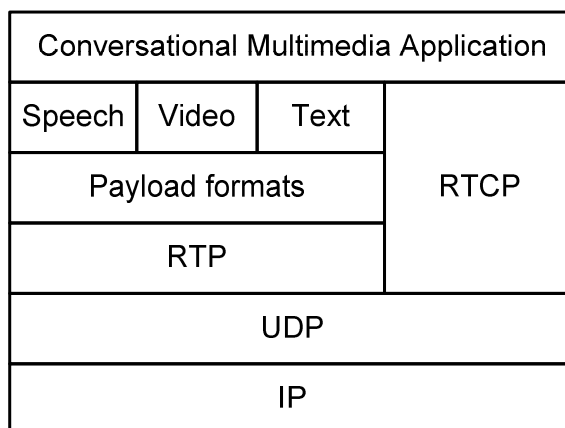 Conversational Multimedia Application
Speech
Video
Text
Payload formats
RTCP
RTP
UDP
IP